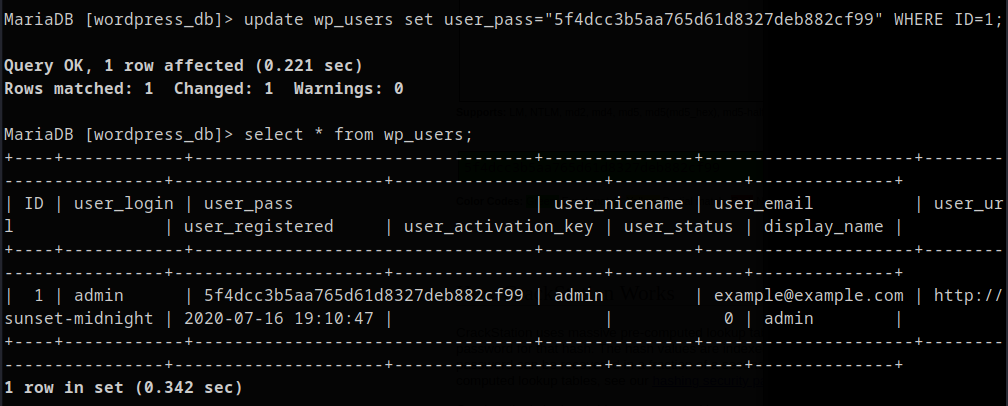 MariaDB [wordpress_db]> update wp_users set user_pass="5f4dcc3b5aa765d61d8327deb882cf99" WHERE ID=1;
Query OK, 1 row affected (0.221 sec)
Rows matched: 1  Changed: 1  Warnings: 0
MariaDB [wordpress_db]> select * from wp_users;
+----+------------+----------------------------------+---------------+---------------------+--------
----------------+---------------------+---------------------+-------------+--------------+
| ID | user_login | user_pass                        | user_nicename | user_email          | user_ur
l               | user_registered     | user_activation_key | user_status | display_name |
+----+------------+----------------------------------+---------------+---------------------+--------
----------------+---------------------+---------------------+-------------+--------------+
|  1 | admin      | 5f4dcc3b5aa765d61d8327deb882cf99 | admin         | example@example.com | http://
sunset-midnight | 2020-07-16 19:10:47 |                     |           0 | admin        |
+----+------------+----------------------------------+---------------+---------------------+--------
----------------+---------------------+---------------------+-------------+--------------+
1 row in set (0.342 sec)